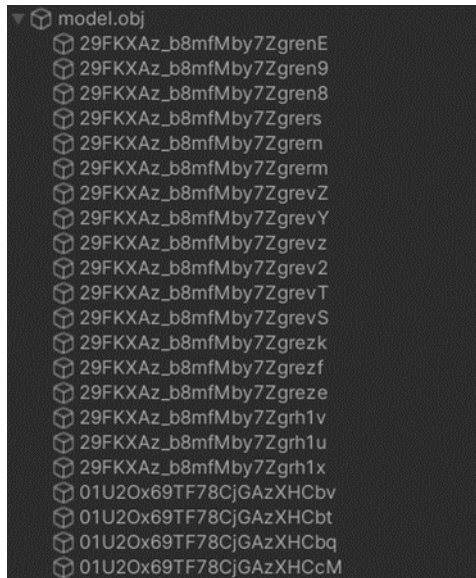 model.obj
29FKXAz_b8mfMby7ZgrenE
29FKXAz_b8mfMby7Zgren9
29FKXAz_b8mfMby7Zgren8
29FKXAz_b8mfMby7Zgrers
29FKXAz_b8mfMby7Zgrern
29FKXAz_b8mfMby7Zgrerm
29FKXAz_b8mfMby7ZgrevZ
29FKXAz_b8mfMby7ZgrevY
29FKXAz_b8mfMby7Zgrevz
29FKXAz_b8mfMby7Zgrev2
29FKXAz_b8mfMby7ZgrevT
29FKXAz_b8mfMby7ZgrevS
29FKXAz_b8mfMby7Zgrezk
29FKXAz_b8mfMby7Zgrezf
29FKXAz_b8mfMby7Zgreze
29FKXAz_b8mfMby7Zgrh1v
29FKXAz_b8mfMby7Zgrh1u
29FKXAz_b8mfMby7Zgrh1x
01U2Ox69TF78CjGAzXHCbv
01U2Ox69TF78CjGAzXHCbt
01U2Ox69TF78CjGAzXHCbq
01U2Ox69TF78CjGAzXHCcM